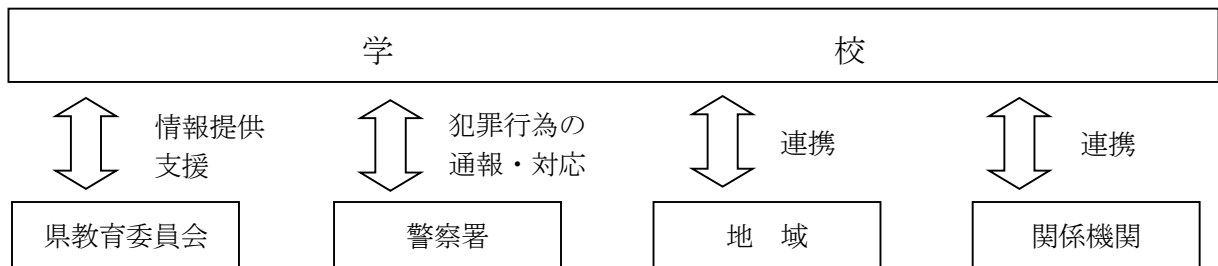 学 校
情報提供
支援
犯罪行為の
通報・対応
連携
連携
県教育委員会
警察署
地 域
関係機関